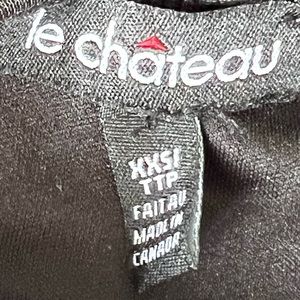 le château
XXS/
TTP
FAIT AU
MADE IN
CANADA